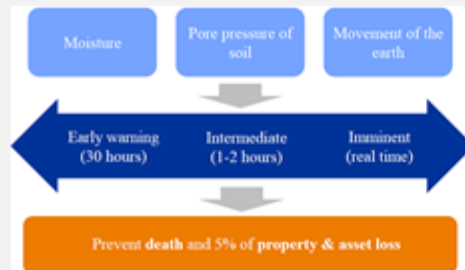 Moisture
Pore pressure of
soil
Movement of the
earth
Early warning
(30 hours)
Intermediate
(1-2 hours)
Imminent
(real time)
Prevent death and 5% of property & asset loss